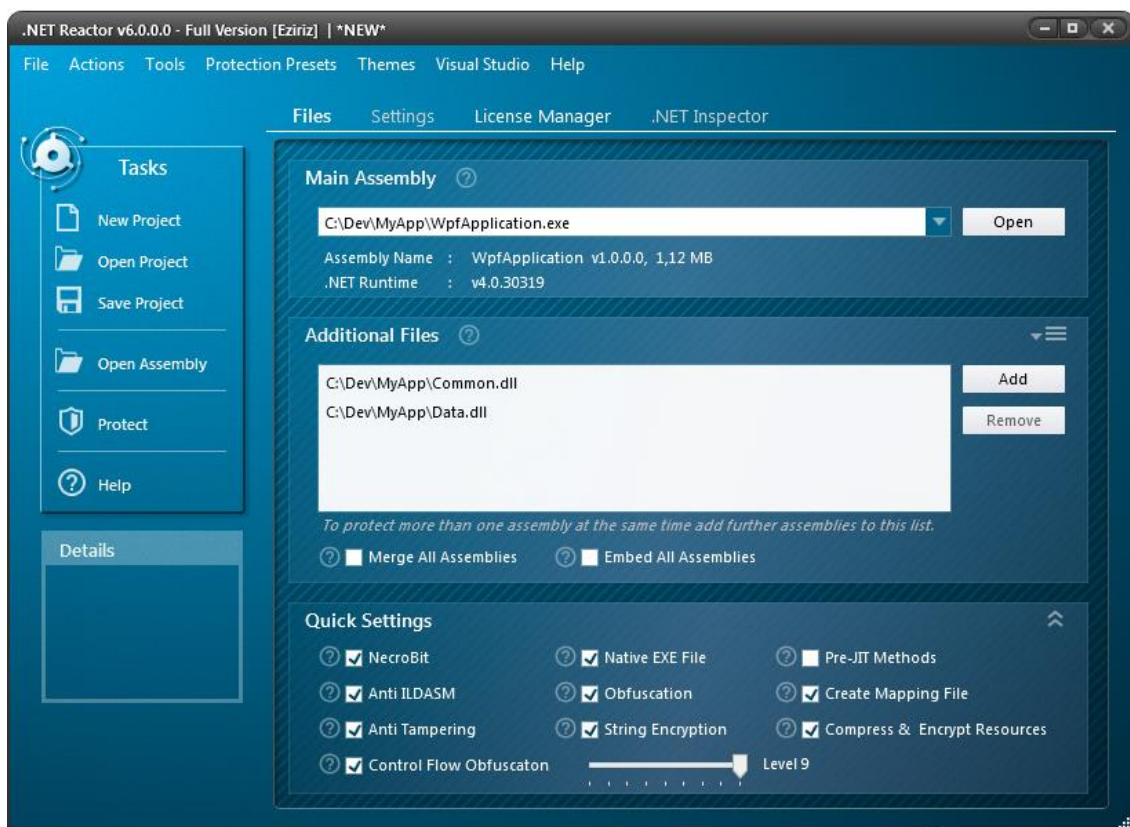 .NET Reactor v6.0.0.0 - Full Version [Eziriz] | *NEW*
File Actions Tools Protection Presets Themes Visual Studio Help
Files Settings License Manager .NET Inspector
Tasks
New Project
Open Project
Save Project
Open Assembly
Protect
Help
Details
Main Assembly ?
C:\Dev\MyApp\WpfApplication.exe Open
Assembly Name : WpfApplication v1.0.0.0, 1,12 MB
.NET Runtime : v4.0.30319
Additional Files ?
C:\Dev\MyApp\Common.dll Add
C:\Dev\MyApp\Data.dll Remove
To protect more than one assembly at the same time add further assemblies to this list.
? Merge All Assemblies ? Embed All Assemblies
Quick Settings
? NecroBit ? Native EXE File ? Pre-JIT Methods
? Anti ILDASM ? Obfuscation ? Create Mapping File
? Anti Tampering ? String Encryption ? Compress & Encrypt Resources
? Control Flow Obfuscaton Level 9